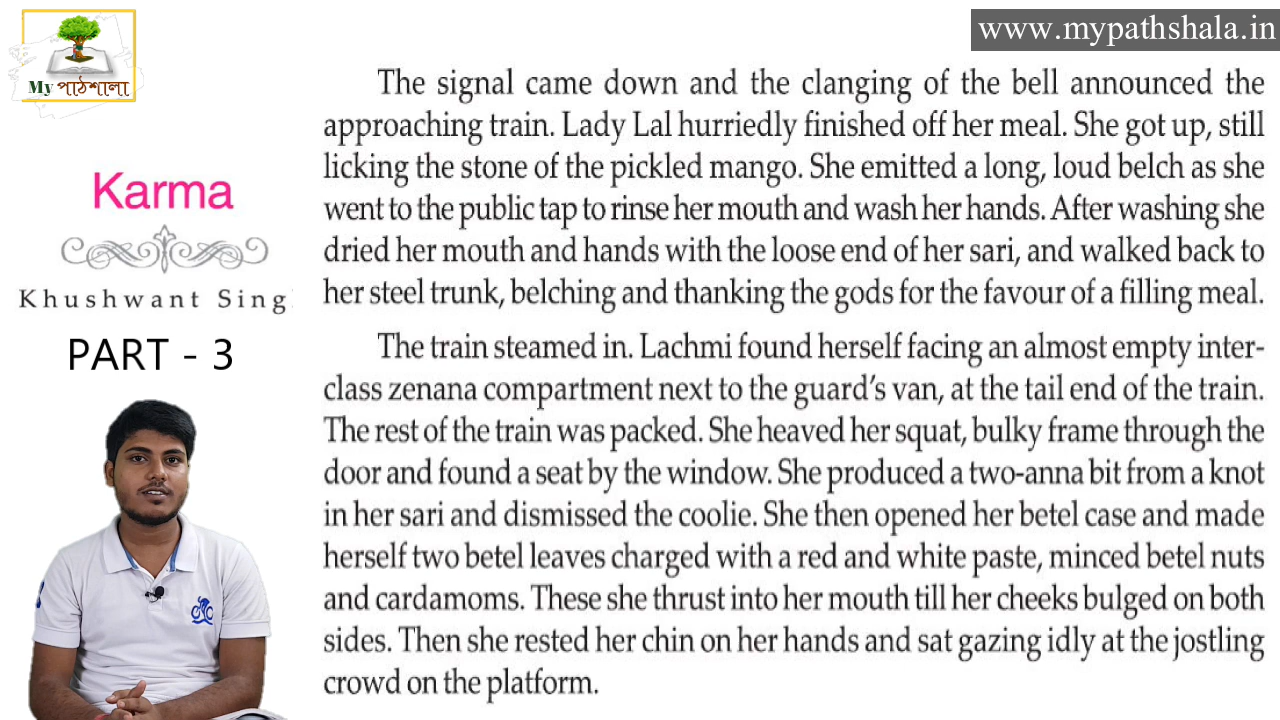 www.mypathshala.in
My পাঠশালা
Karma
Khushwant Sing
PART - 3
The signal came down and the clanging of the bell announced the
approaching train. Lady Lal hurriedly finished off her meal. She got up, still
licking the stone of the pickled mango. She emitted a long, loud belch as she
went to the public tap to rinse her mouth and wash her hands. After washing she
dried her mouth and hands with the loose end of her sari, and walked back to
her steel trunk, belching and thanking the gods for the favour of a filling meal.
The train steamed in. Lachmi found herself facing an almost empty inter-
class zenana compartment next to the guard’s van, at the tail end of the train.
The rest of the train was packed. She heaved her squat, bulky frame through the
door and found a seat by the window. She produced a two-anna bit from a knot
in her sari and dismissed the coolie. She then opened her betel case and made
herself two betel leaves charged with a red and white paste, minced betel nuts
and cardamoms. These she thrust into her mouth till her cheeks bulged on both
sides. Then she rested her chin on her hands and sat gazing idly at the jostling
crowd on the platform.